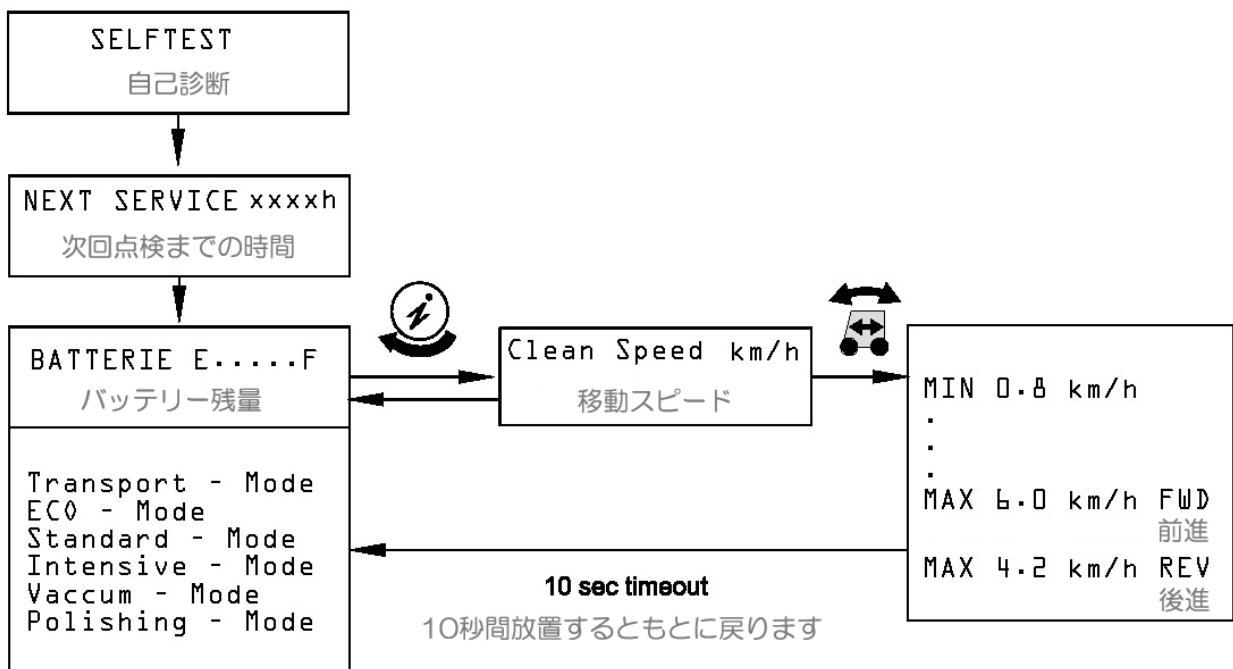 SELFTEST
自己診断
NEXT SERVICE xxxxh
次回点検までの時間
BATTERIE E.....F
バッテリー残量
Transport - Mode
ECO - Mode
Standard - Mode
Intensive - Mode
Vaccum - Mode
Polishing - Mode
i
Clean Speed km/h
移動スピード
MIN 0.8 km/h
.
.
.
MAX 6.0 km/h FWD
前進
MAX 4.2 km/h REV
後進
10 sec timeout
10秒間放置するともとに戻ります